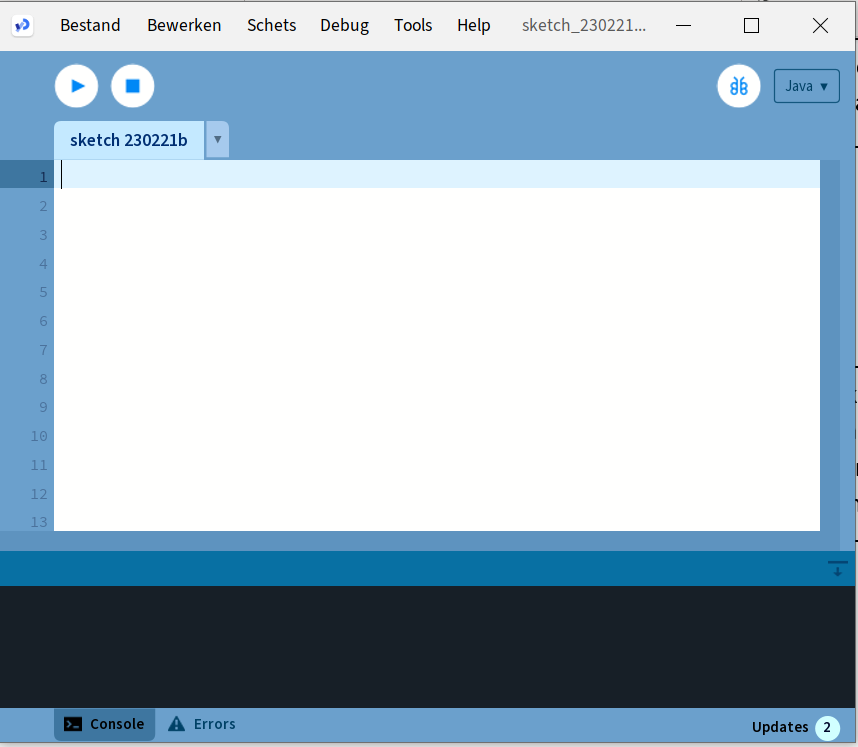 Bestand Bewerken Schets Debug Tools Help sketch_230221...
Java ▾
sketch 230221b ▾
1
2
3
4
5
6
7
8
9
10
11
12
13
Console Errors
Updates 2